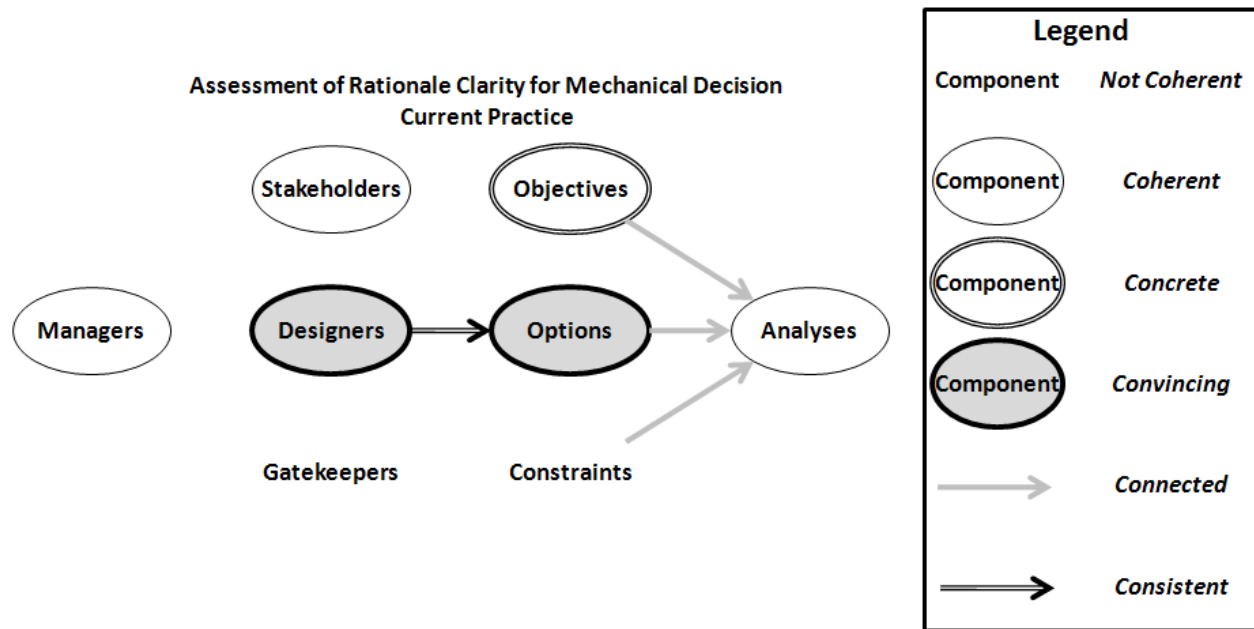 Assessment of Rationale Clarity for Mechanical Decision
Current Practice
Stakeholders
Objectives
Managers
Designers
Options
Analyses
Gatekeepers
Constraints
Legend
Component Not Coherent
Component Coherent
Component Concrete
Component Convincing
Connected
Consistent